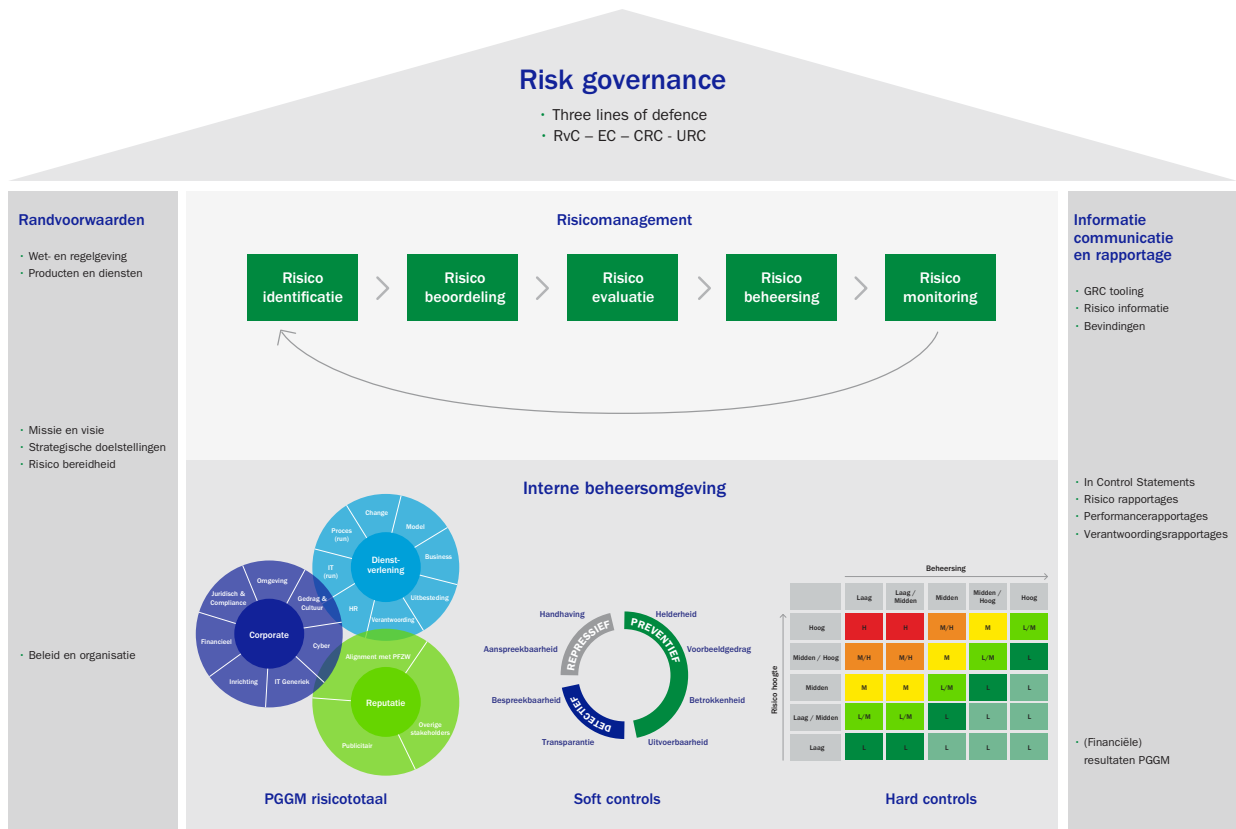 Risk governance
· Three lines of defence
· RvC – EC – CRC - URC
Randvoorwaarden
· Wet- en regelgeving
· Producten en diensten
· Missie en visie
· Strategische doelstellingen
· Risico bereidheid
· Beleid en organisatie
Risicomanagement
Risico
identificatie
Risico
beoordeling
Risico
evaluatie
Risico
beheersing
Risico
monitoring
Interne beheersomgeving
Change
Model
Business
Uitbesteding
Verantwoording
HR
IT
(run)
Proces
(run)
Dienst-
verlening
Omgeving
Gedrag &
Cultuur
Cyber
IT Generiek
Inrichting
Financieel
Juridisch &
Compliance
Corporate
Alignment met PFZW
Overige
stakeholders
Publicitair
Reputatie
PGGM risicototaal
Handhaving
Helderheid
Aanspreekbaarheid
Voorbeeldgedrag
Bespreekbaarheid
Betrokkenheid
Transparantie
Uitvoerbaarheid
REPRESSIEF
PREVENTIEF
DETECTIEF
Soft controls
Beheersing
Risico hoogte
Laag
Laag /
Midden
Midden
Midden /
Hoog
Hoog
Hoog H H M/H M L/M
Midden / Hoog M/H M/H M L/M L
Midden M M L/M L L
Laag / Midden L/M L/M L L L
Laag L L L L L
Hard controls
Informatie
communicatie
en rapportage
· GRC tooling
· Risico informatie
· Bevindingen
· In Control Statements
· Risico rapportages
· Performancerapportages
· Verantwoordingsrapportages
· (Financiële)
resultaten PGGM